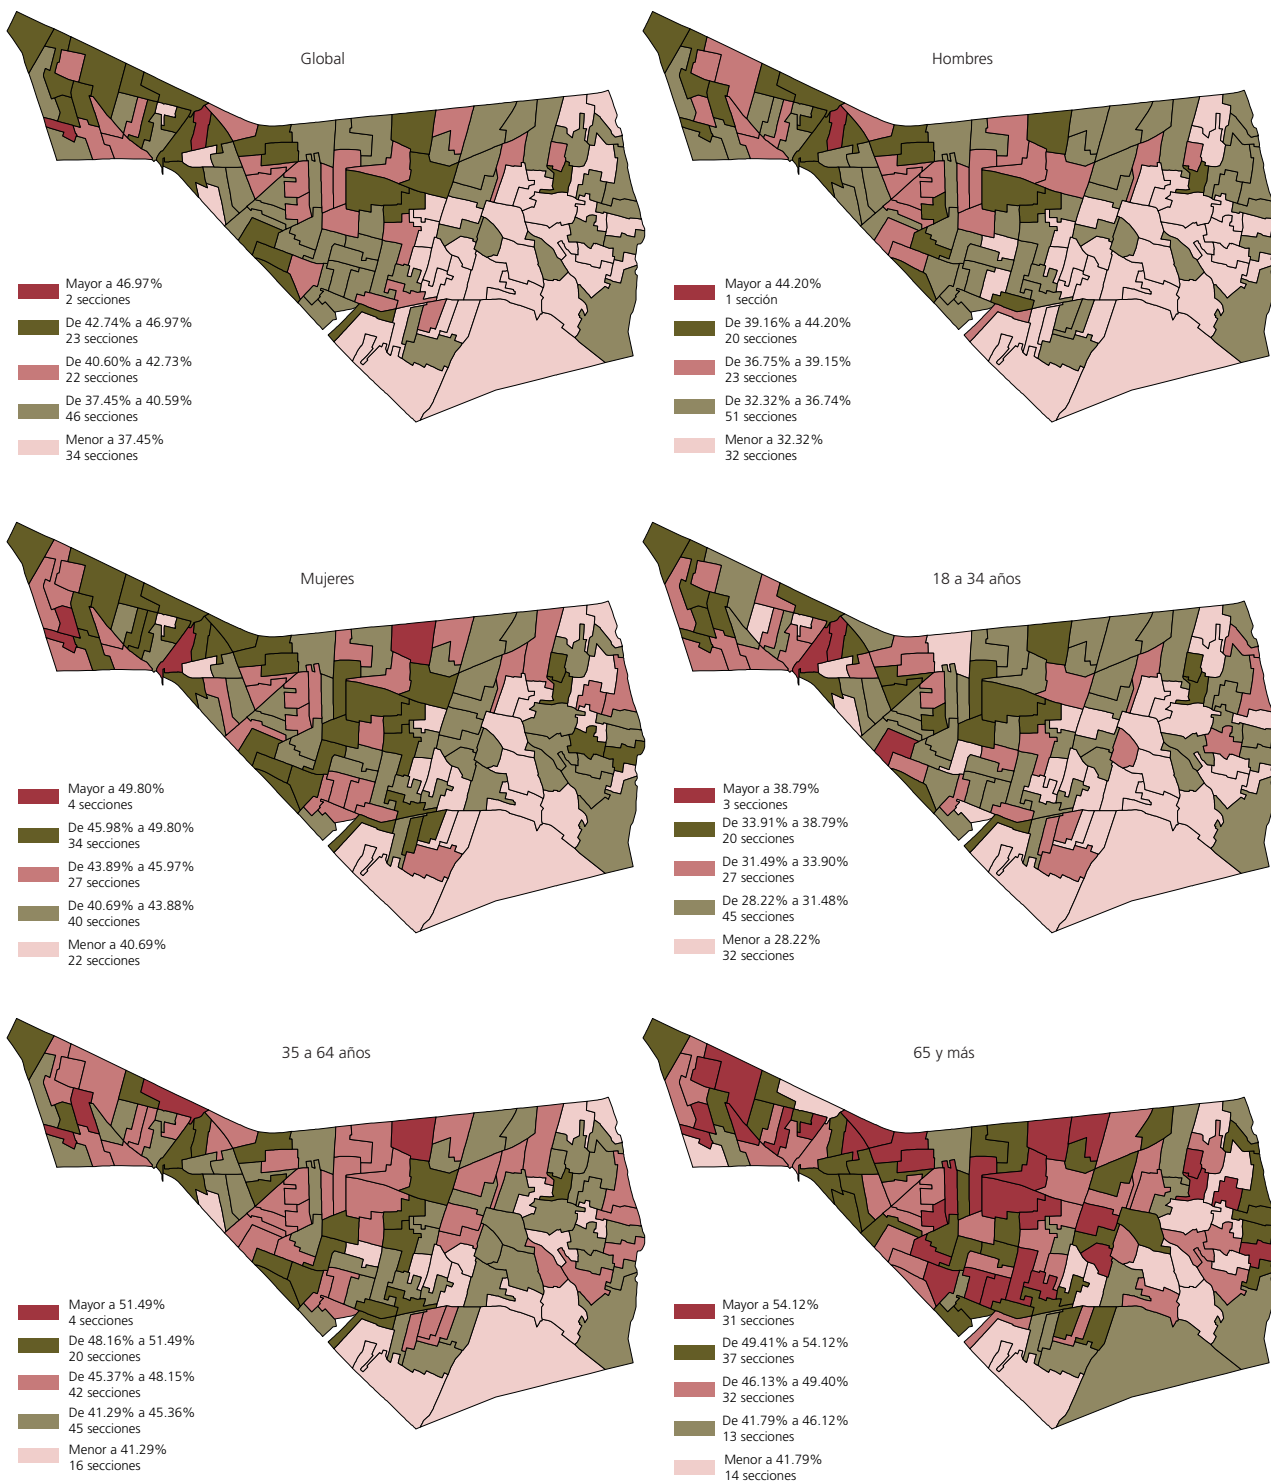 Global
Mayor a 46.97%
2 secciones
De 42.74% a 46.97%
23 secciones
De 40.60% a 42.73%
22 secciones
De 37.45% a 40.59%
46 secciones
Menor a 37.45%
34 secciones
Hombres
Mayor a 44.20%
1 sección
De 39.16% a 44.20%
20 secciones
De 36.75% a 39.15%
23 secciones
De 32.32% a 36.74%
51 secciones
Menor a 32.32%
32 secciones
Mujeres
Mayor a 49.80%
4 secciones
De 45.98% a 49.80%
34 secciones
De 43.89% a 45.97%
27 secciones
De 40.69% a 43.88%
40 secciones
Menor a 40.69%
22 secciones
18 a 34 años
Mayor a 38.79%
3 secciones
De 33.91% a 38.79%
20 secciones
De 31.49% a 33.90%
27 secciones
De 28.22% a 31.48%
45 secciones
Menor a 28.22%
32 secciones
35 a 64 años
Mayor a 51.49%
4 secciones
De 48.16% a 51.49%
20 secciones
De 45.37% a 48.15%
42 secciones
De 41.29% a 45.36%
45 secciones
Menor a 41.29%
16 secciones
65 y más
Mayor a 54.12%
31 secciones
De 49.41% a 54.12%
37 secciones
De 46.13% a 49.40%
32 secciones
De 41.79% a 46.12%
13 secciones
Menor a 41.79%
14 secciones